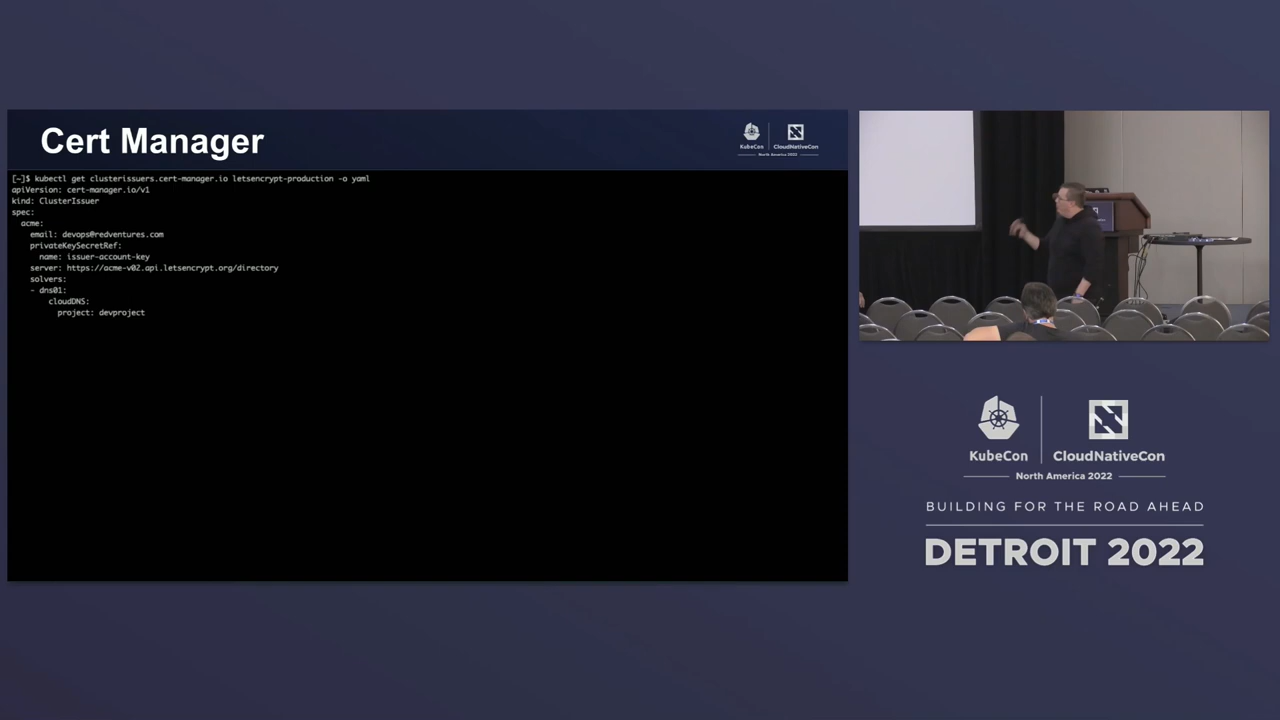 Cert Manager
KubeCon
CloudNativeCon
North America 2022
[~]$ kubectl get clusterissuers.cert-manager.io letsencrypt-production -o yaml
apiVersion: cert-manager.io/v1
kind: ClusterIssuer
spec:
  acme:
    email: devops@redventures.com
    privateKeySecretRef:
      name: issuer-account-key
    server: https://acme-v02.api.letsencrypt.org/directory
    solvers:
    - dns01:
        cloudDNS:
          project: devproject
KubeCon
CloudNativeCon
North America 2022
BUILDING FOR THE ROAD AHEAD
DETROIT 2022